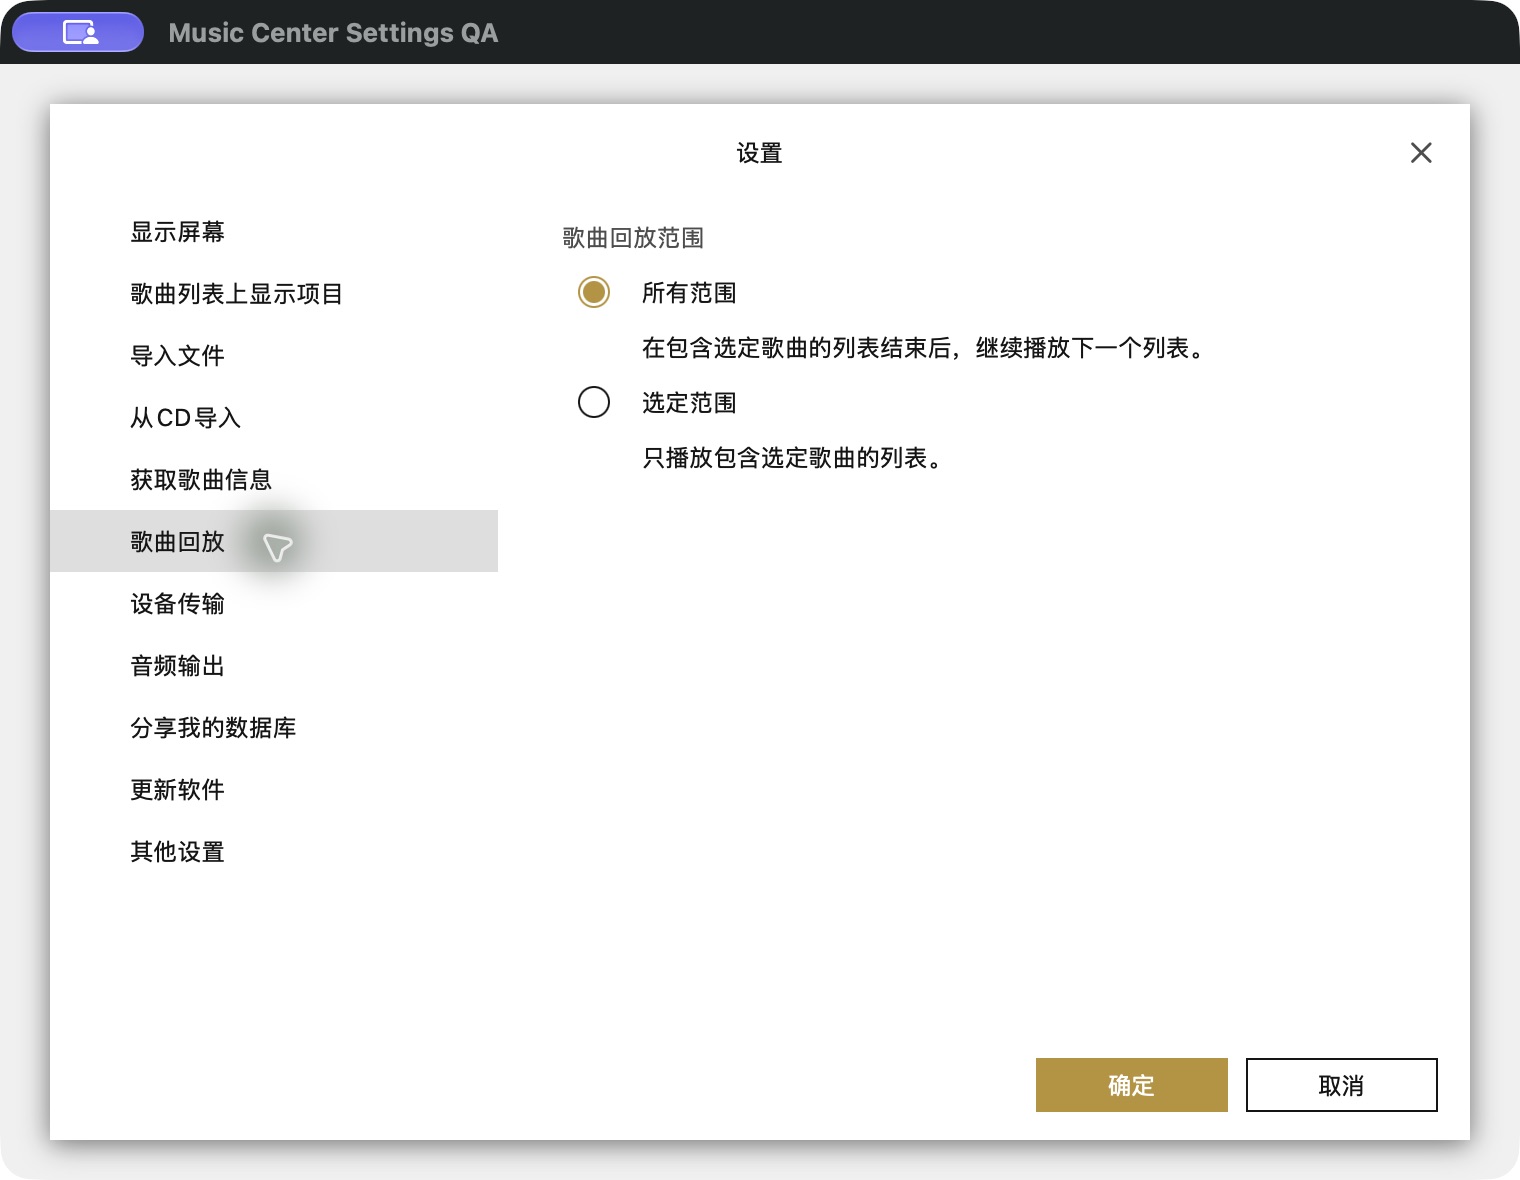 Music Center Settings QA
设置
显示屏幕
歌曲列表上显示项目
导入文件
从CD导入
获取歌曲信息
歌曲回放
设备传输
音频输出
分享我的数据库
更新软件
其他设置
歌曲回放范围
所有范围
在包含选定歌曲的列表结束后，继续播放下一个列表。
选定范围
只播放包含选定歌曲的列表。
确定
取消